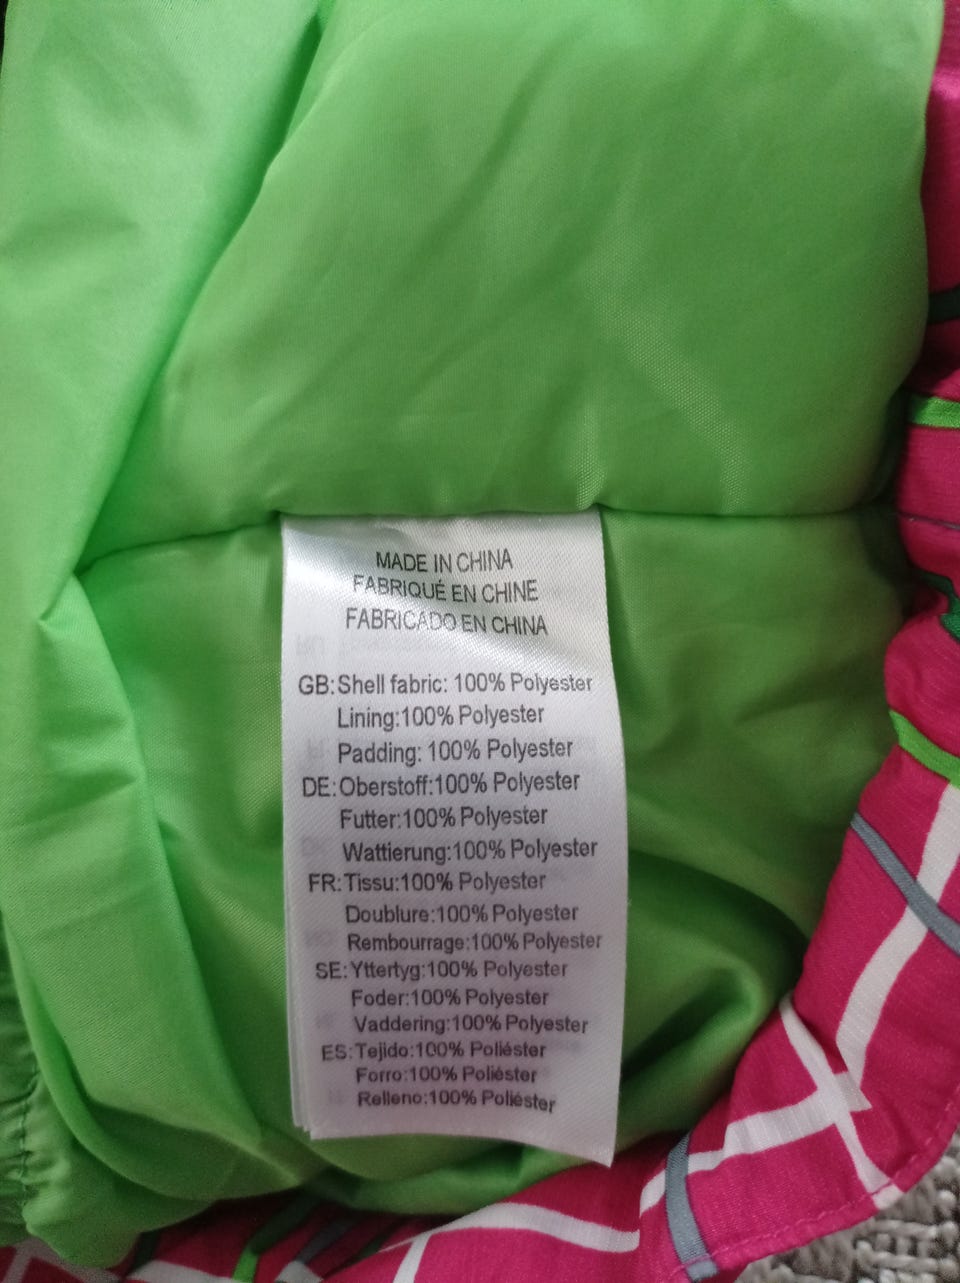 MADE IN CHINA
FABRIQUÉ EN CHINE
FABRICADO EN CHINA
GB:Shell fabric: 100% Polyester
Lining:100% Polyester
Padding: 100% Polyester
DE:Oberstoff:100% Polyester
Futter:100% Polyester
Wattierung:100% Polyester
FR:Tissu:100% Polyester
Doublure:100% Polyester
Rembourrage:100% Polyester
SE:Yttertyg:100% Polyester
Foder:100% Polyester
Vaddering:100% Polyester
ES:Tejido:100% Poliéster
Forro:100% Poliéster
Relleno:100% Poliéster